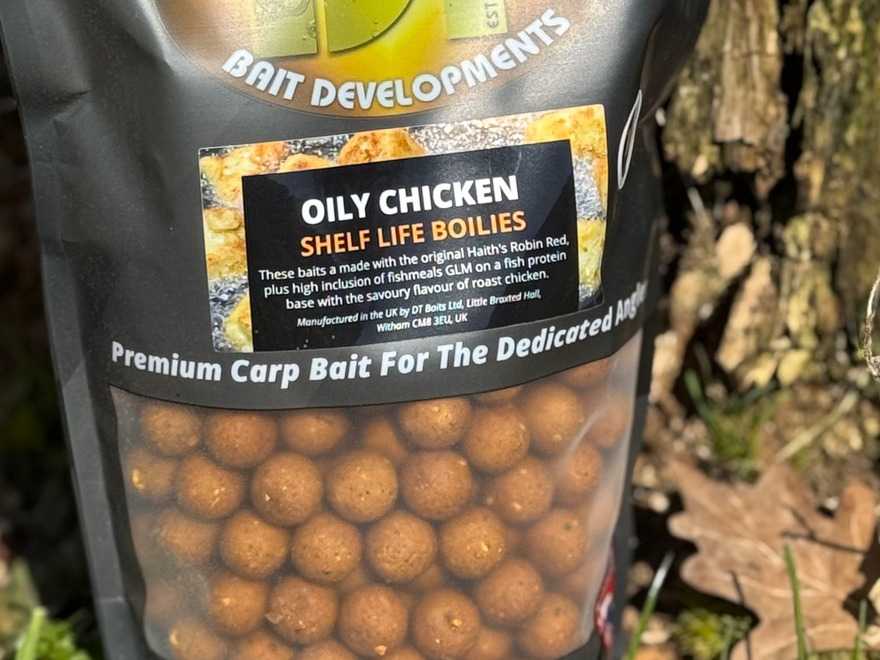 DT
EST
BAIT DEVELOPMENTS
OILY CHICKEN
SHELF LIFE BOILIES
These baits a made with the original Haith's Robin Red,
plus high inclusion of fishmeals GLM on a fish protein
base with the savoury flavour of roast chicken.
Manufactured in the UK by DT Baits Ltd, Little Braxted Hall,
Witham CM8 3EU, UK
Premium Carp Bait For The Dedicated Angler